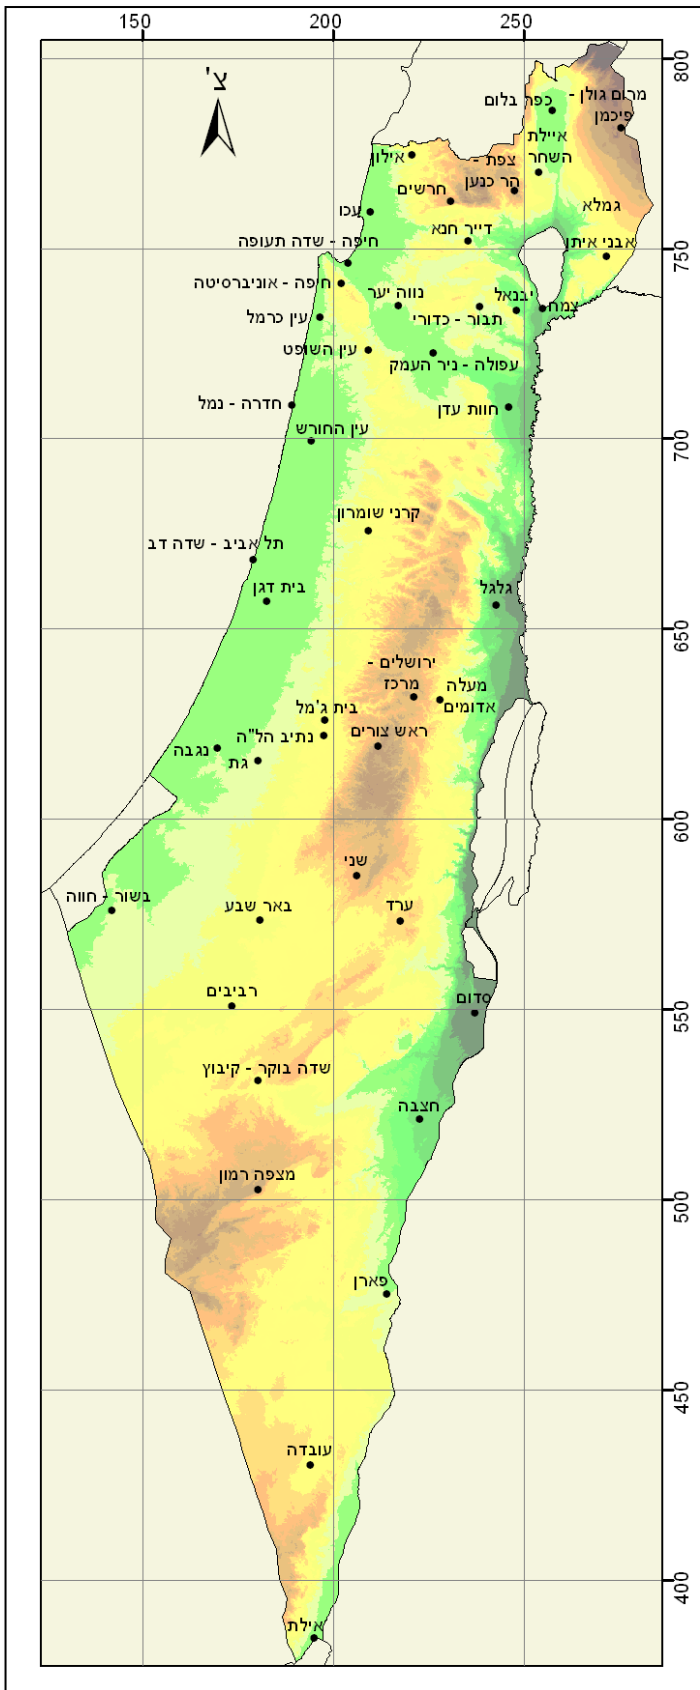 150 200 250
800
צ'
מרום גולן -
פיכמן
כפר בלום
איילת
השחר
צפת -
הר כנען
אילון
חרשים
גמלא
עכו
דייר חנא
אבני איתן
750
חיפה - שדה תעופה
חיפה - אוניברסיטה
נווה יער
יבנאל
צמח
תבור - כדורי
עין כרמל
עין השופט
עפולה - ניר העמק
חדרה - נמל
חוות עדן
עין החורש
700
קרני שומרון
תל אביב - שדה דב
בית דגן
גלגל
650
ירושלים -
מרכז
מעלה
אדומים
בית ג'מל
נתיב הל"ה
ראש צורים
נגבה
גת
600
שני
בשור - חווה
באר שבע
ערד
רביבים
סדום
550
שדה בוקר - קיבוץ
חצבה
מצפה רמון
500
פארן
450
עובדה
400
אילת